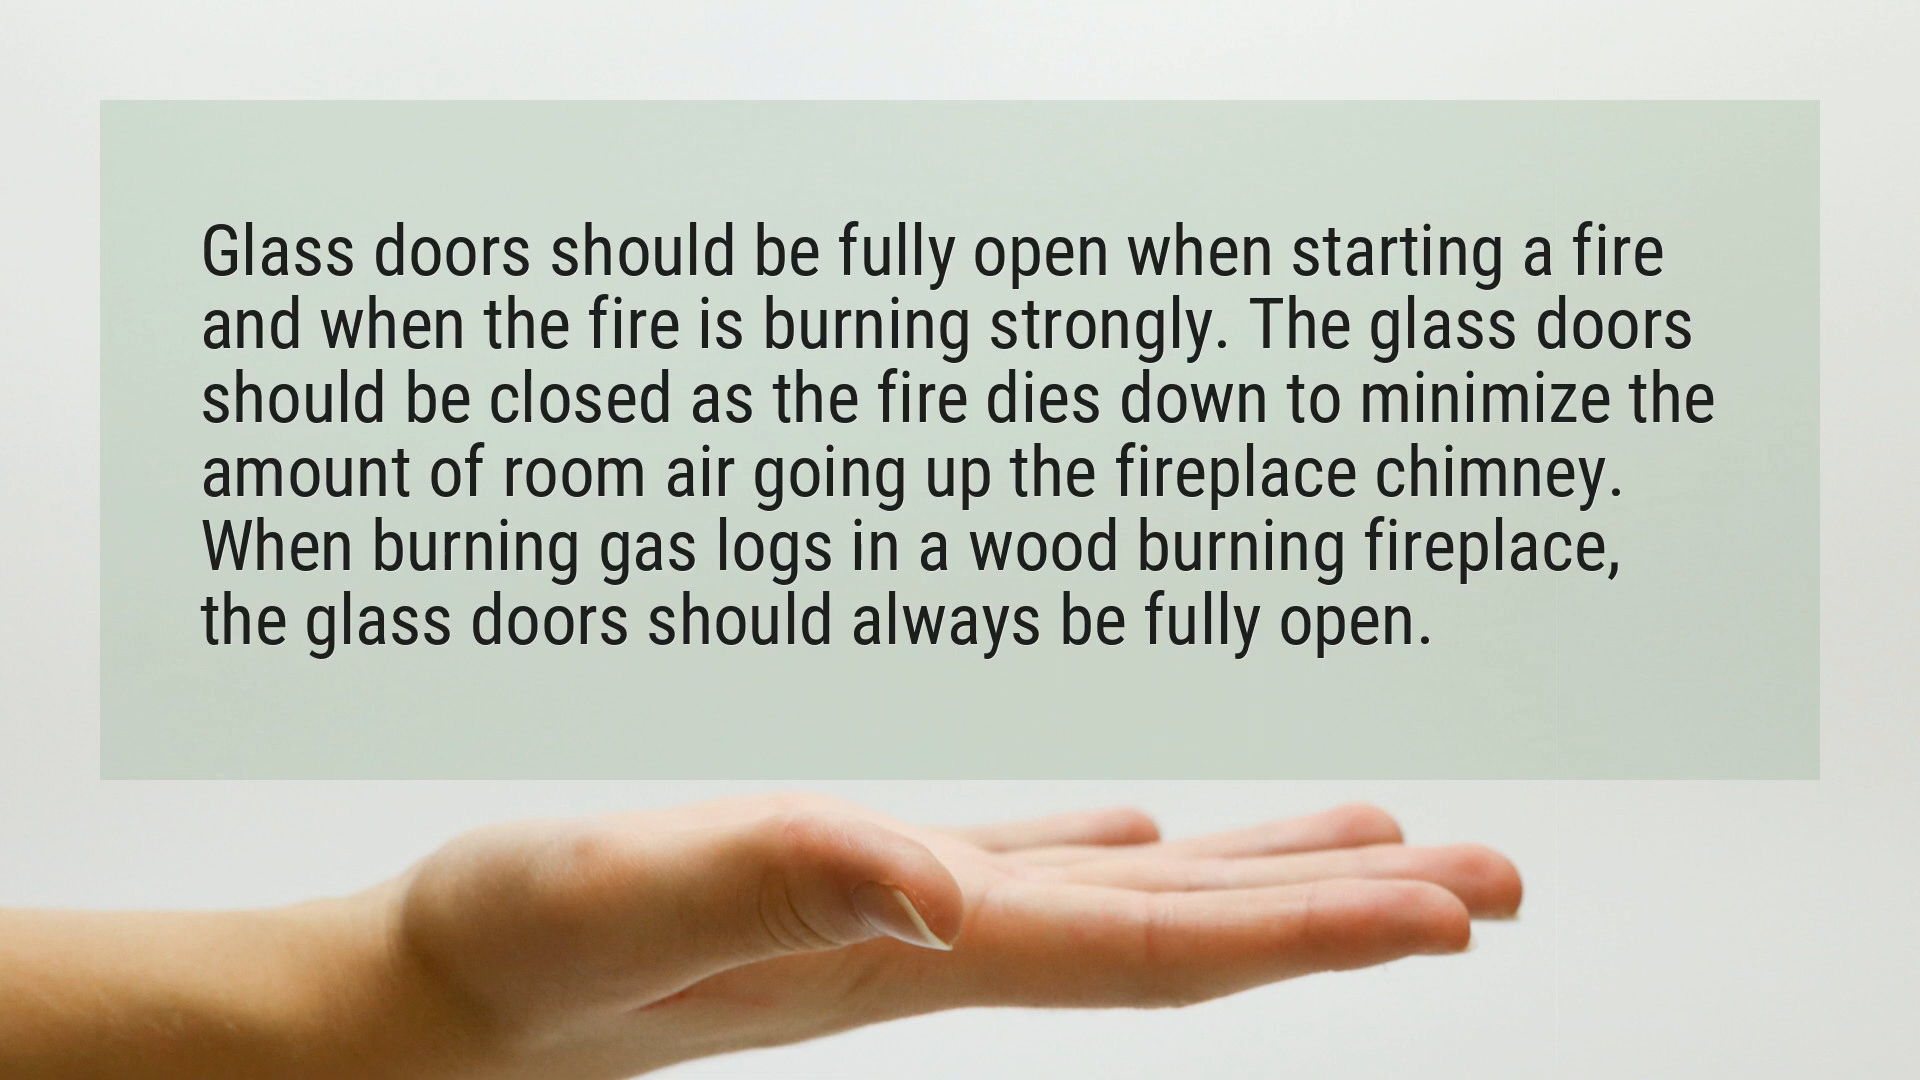 Glass doors should be fully open when starting a fire
and when the fire is burning strongly. The glass doors
should be closed as the fire dies down to minimize the
amount of room air going up the fireplace chimney.
When burning gas logs in a wood burning fireplace,
the glass doors should always be fully open.